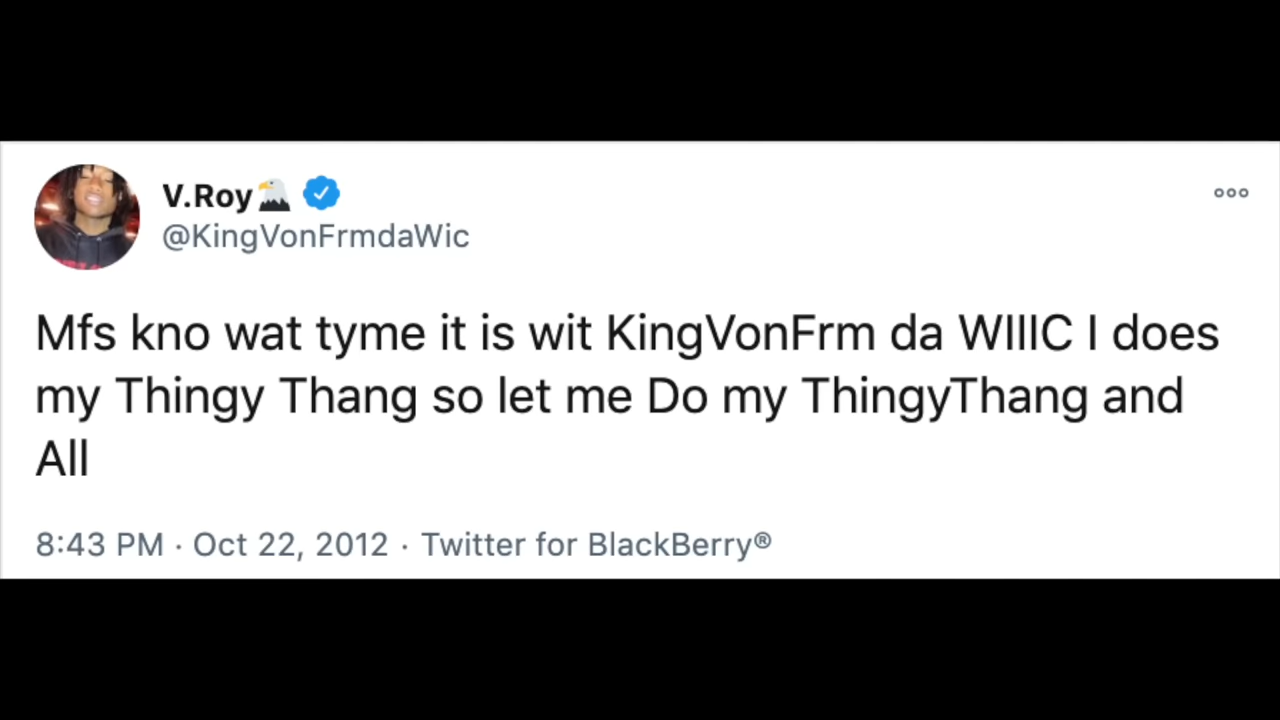 V.Roy🦅
@KingVonFrmdaWic
Mfs kno wat tyme it is wit KingVonFrm da WIIIC I does
my Thingy Thang so let me Do my ThingyThang and
All
8:43 PM · Oct 22, 2012 · Twitter for BlackBerry®